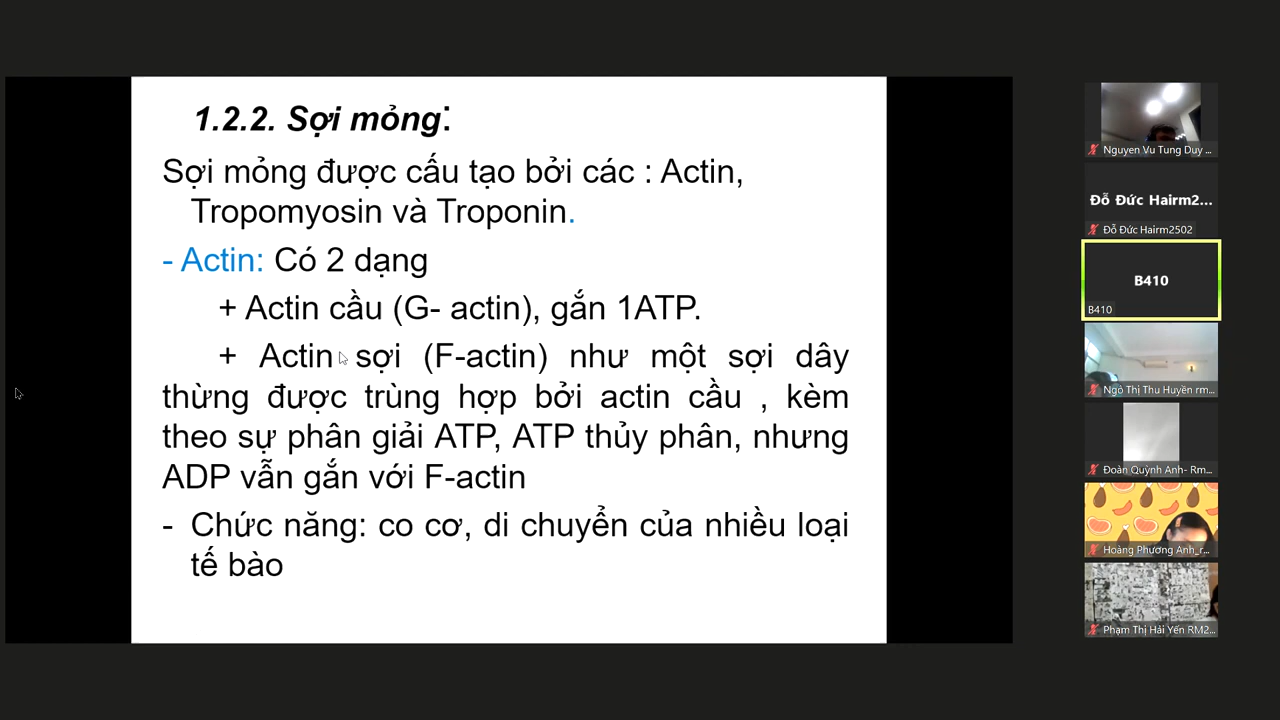 1.2.2. Sợi mỏng:
Sợi mỏng được cấu tạo bởi các : Actin,
Tropomyosin và Troponin.
- Actin: Có 2 dạng
+ Actin cầu (G- actin), gắn 1ATP.
+ Actin sợi (F-actin) như một sợi dây
thừng được trùng hợp bởi actin cầu , kèm
theo sự phân giải ATP, ATP thủy phân, nhưng
ADP vẫn gắn với F-actin
- Chức năng: co cơ, di chuyển của nhiều loại
tế bào
Nguyen Vu Tung Duy ...
Đỗ Đức Hairm2...
Đỗ Đức Hairm2502
B410
B410
Ngô Thị Thu Huyền rm...
Đoàn Quỳnh Anh- Rm...
Hoàng Phương Anh_r...
Phạm Thị Hải Yến RM2...